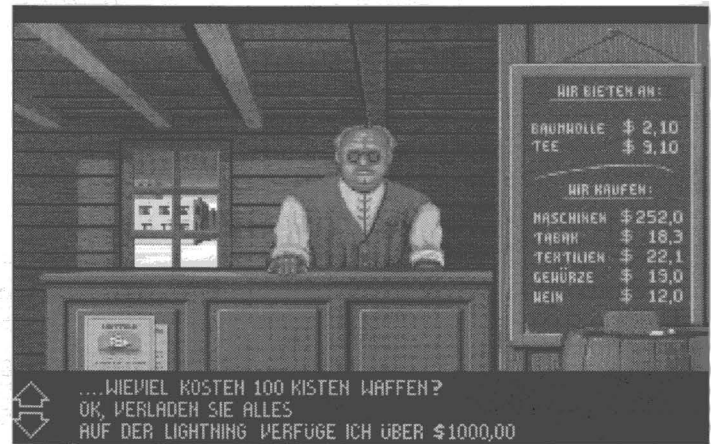 WIR BIETEN AN:
BAUMWOLLE $ 2,10
TEE $ 9,10
WIR KAUFEN:
MASCHINEN $252,0
TABAK $ 18,3
TEXTILIEN $ 22,1
GEWÜRZE $ 19,0
WEIN $ 12,0
....WIEVIEL KOSTEN 100 KISTEN WAFFEN?
OK, VERLADEN SIE ALLES
AUF DER LIGHTNING VERFÜGE ICH ÜBER $1000,00